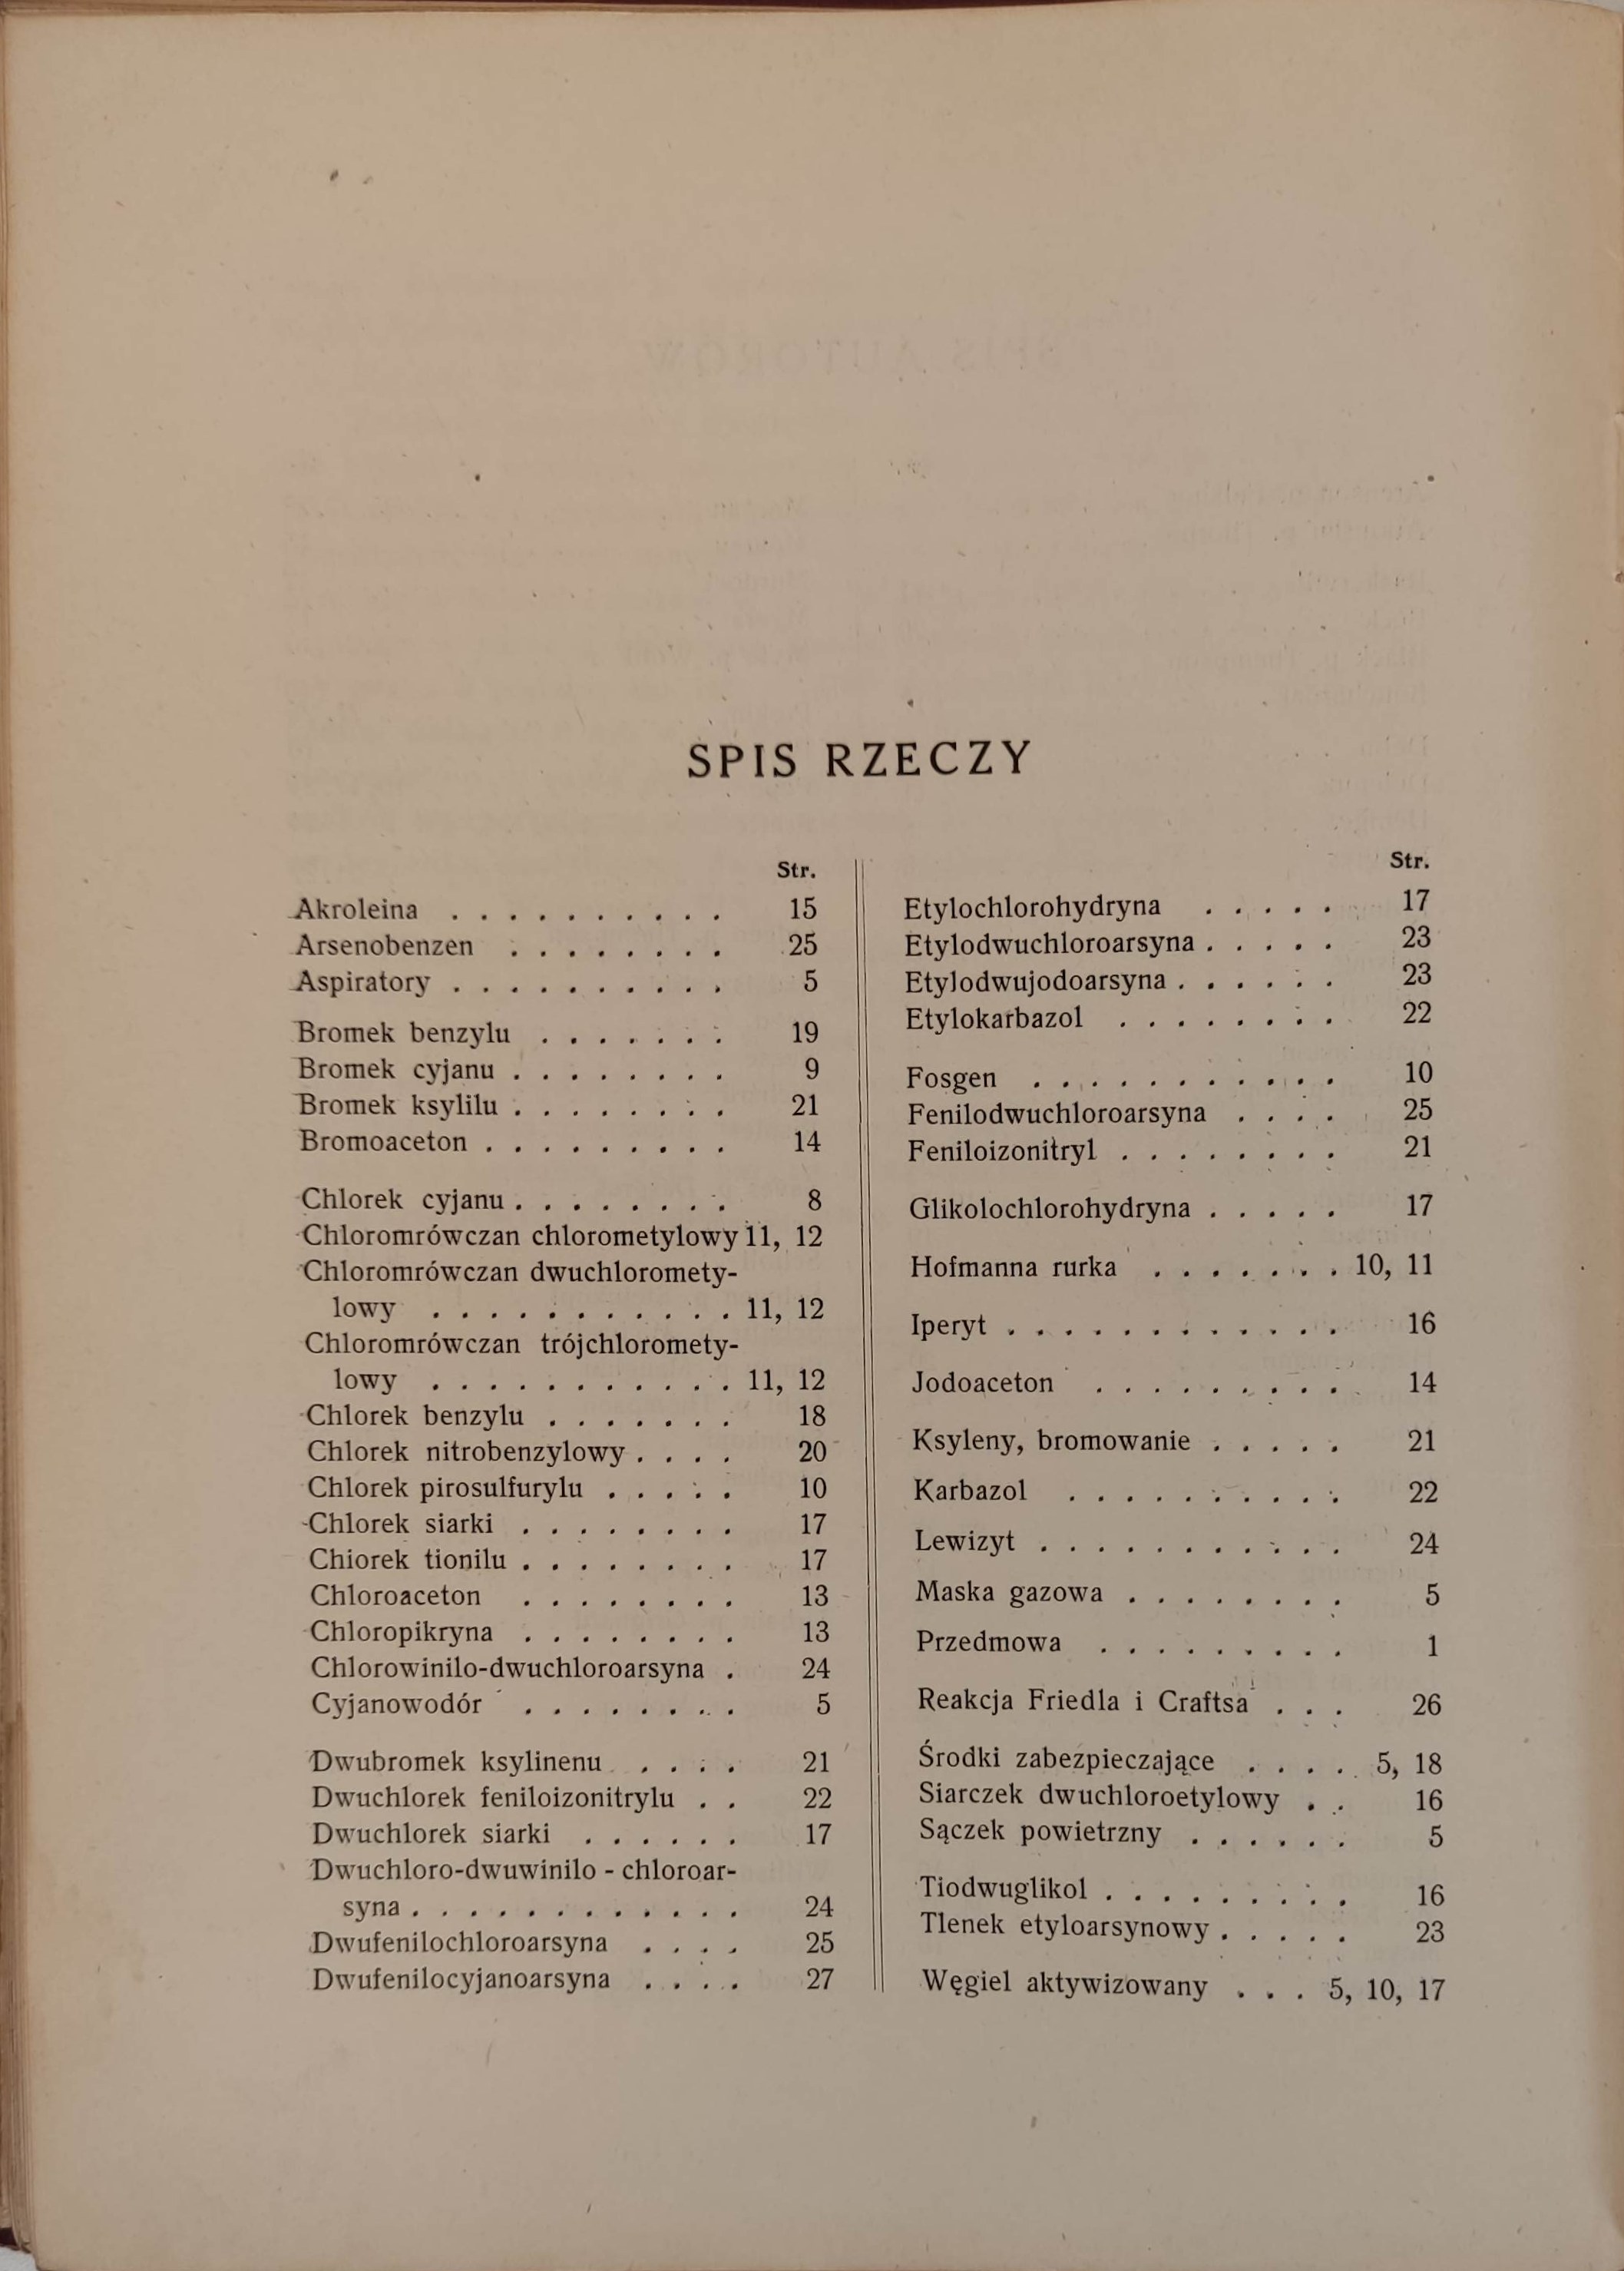 SPIS RZECZY
Str.
Akroleina . . . . . . . . . . 15
Arsenobenzen . . . . . . . . 25
Aspiratory . . . . . . . . . . 5
Bromek benzylu . . . . . . . 19
Bromek cyjanu . . . . . . . . 9
Bromek ksylilu . . . . . . . . 21
Bromoaceton . . . . . . . . . 14
Chlorek cyjanu . . . . . . . . 8
Chloromrówczan chlorometylowy 11, 12
Chloromrówczan dwuchloromety-
lowy . . . . . . . . . . . 11, 12
Chloromrówczan trójchloromety-
lowy . . . . . . . . . . . 11, 12
Chlorek benzylu . . . . . . . 18
Chlorek nitrobenzylowy . . . . 20
Chlorek pirosulfurylu . . . . . 10
Chlorek siarki . . . . . . . . 17
Chiorek tionilu . . . . . . . . 17
Chloroaceton . . . . . . . . 13
Chloropikryna . . . . . . . . 13
Chlorowinilo-dwuchloroarsyna . 24
Cyjanowodór . . . . . . . . 5
Dwubromek ksylinenu . . . . 21
Dwuchlorek feniloizonitrylu . . 22
Dwuchlorek siarki . . . . . . 17
Dwuchloro-dwuwinilo - chloroar-
syna . . . . . . . . . . . . 24
Dwufenilochloroarsyna . . . . 25
Dwufenilocyjanoarsyna . . . . 27
Str.
Etylochlorohydryna . . . . . 17
Etylodwuchloroarsyna . . . . . 23
Etylodwujodoarsyna . . . . . . 23
Etylokarbazol . . . . . . . . 22
Fosgen . . . . . . . . . . . 10
Fenilodwuchloroarsyna . . . . 25
Feniloizonitryl . . . . . . . . 21
Glikolochlorohydryna . . . . . 17
Hofmanna rurka . . . . . . . 10, 11
Iperyt . . . . . . . . . . . . 16
Jodoaceton . . . . . . . . . 14
Ksyleny, bromowanie . . . . . 21
Karbazol . . . . . . . . . . 22
Lewizyt . . . . . . . . . . . 24
Maska gazowa . . . . . . . . 5
Przedmowa . . . . . . . . . 1
Reakcja Friedla i Craftsa . . . 26
Środki zabezpieczające . . . . 5, 18
Siarczek dwuchloroetylowy . . 16
Sączek powietrzny . . . . . . 5
Tiodwuglikol . . . . . . . . . 16
Tlenek etyloarsynowy . . . . . 23
Węgiel aktywizowany . . . 5, 10, 17